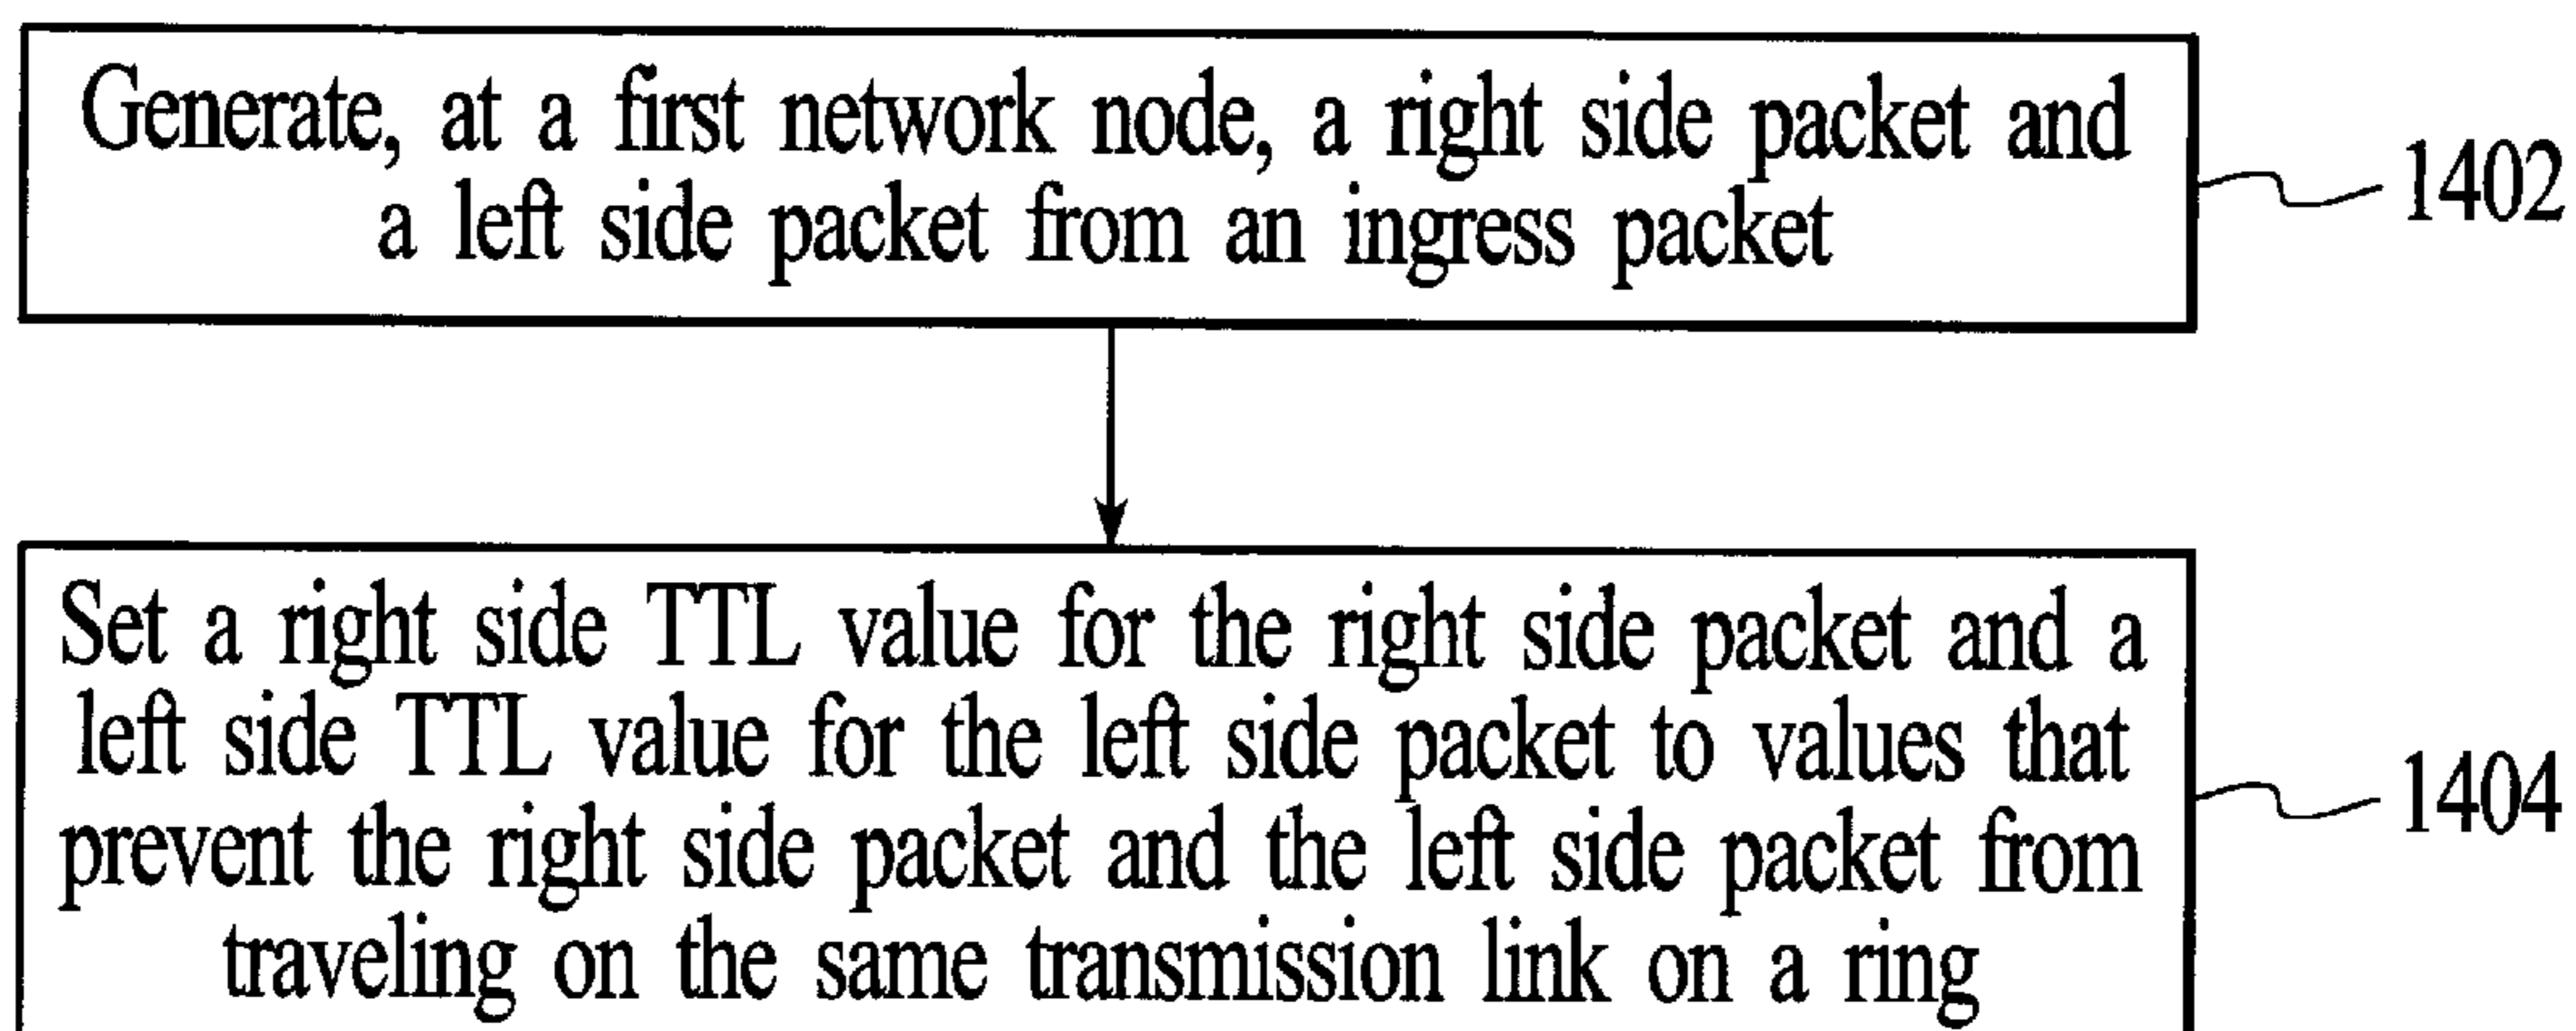 Generate, at a first network node, a right side packet and
a left side packet from an ingress packet
1402
Set a right side TTL value for the right side packet and a
left side TTL value for the left side packet to values that
prevent the right side packet and the left side packet from
traveling on the same transmission link on a ring
1404